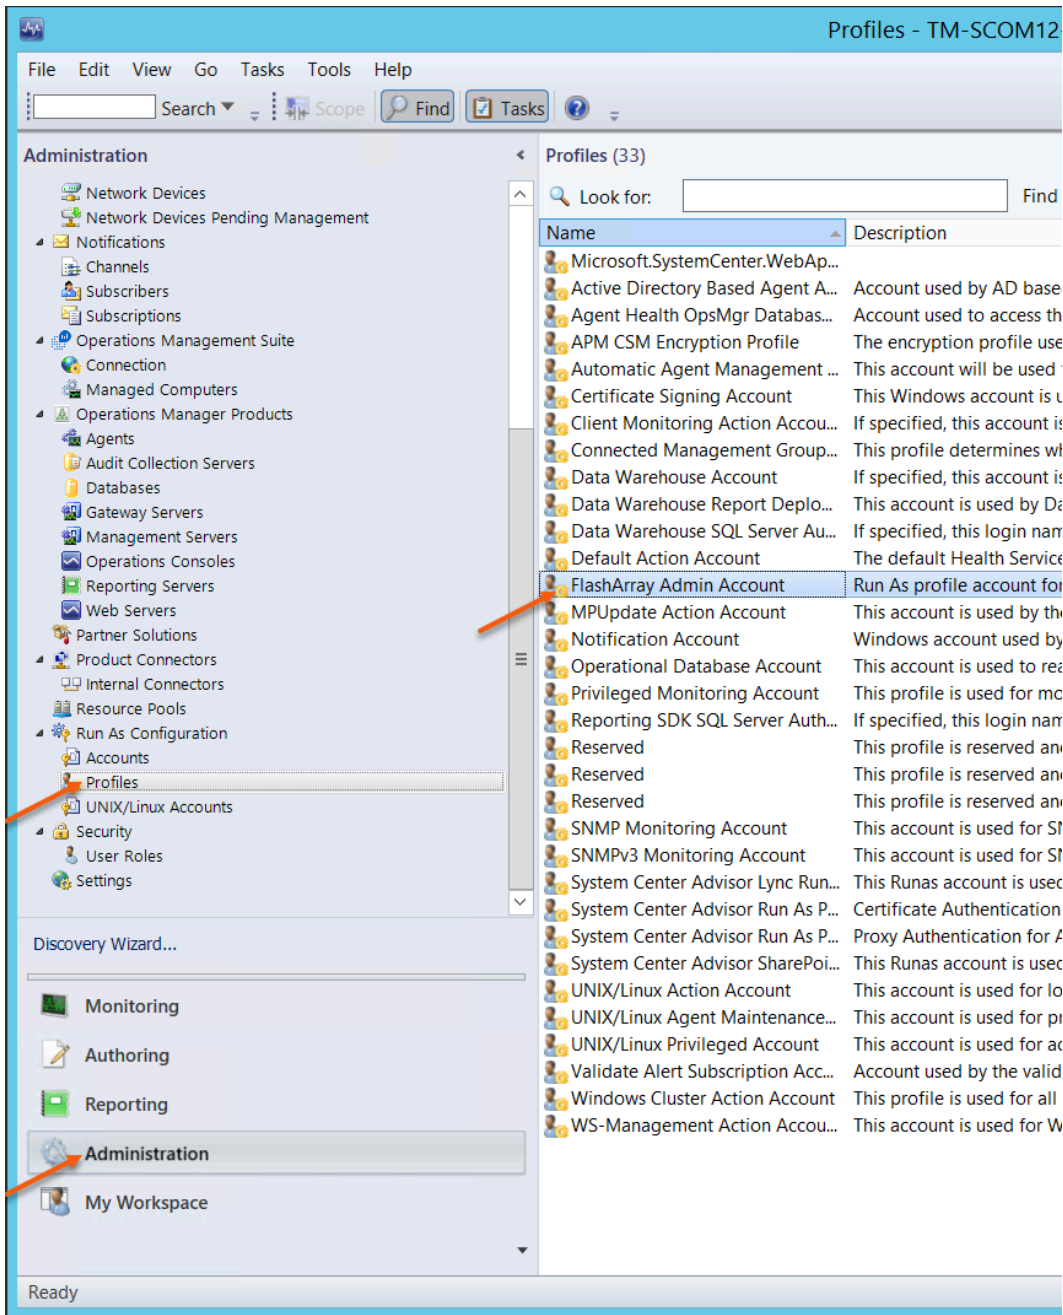 Profiles - TM-SCOM12-
File Edit View Go Tasks Tools Help
Search Scope Find Tasks
Administration
Network Devices
Network Devices Pending Management
Notifications
Channels
Subscribers
Subscriptions
Operations Management Suite
Connection
Managed Computers
Operations Manager Products
Agents
Audit Collection Servers
Databases
Gateway Servers
Management Servers
Operations Consoles
Reporting Servers
Web Servers
Partner Solutions
Product Connectors
Internal Connectors
Resource Pools
Run As Configuration
Accounts
Profiles
UNIX/Linux Accounts
Security
User Roles
Settings
Discovery Wizard...
Monitoring
Authoring
Reporting
Administration
My Workspace
Profiles (33)
Look for: Find
Name Description
Microsoft.SystemCenter.WebAp...
Active Directory Based Agent A... Account used by AD base
Agent Health OpsMgr Databas... Account used to access th
APM CSM Encryption Profile The encryption profile use
Automatic Agent Management ... This account will be used
Certificate Signing Account This Windows account is u
Client Monitoring Action Accou... If specified, this account is
Connected Management Group... This profile determines wh
Data Warehouse Account If specified, this account is
Data Warehouse Report Deplo... This account is used by Da
Data Warehouse SQL Server Au... If specified, this login nam
Default Action Account The default Health Service
FlashArray Admin Account Run As profile account for
MPUpdate Action Account This account is used by the
Notification Account Windows account used by
Operational Database Account This account is used to rea
Privileged Monitoring Account This profile is used for mo
Reporting SDK SQL Server Auth... If specified, this login nam
Reserved This profile is reserved and
Reserved This profile is reserved and
Reserved This profile is reserved and
SNMP Monitoring Account This account is used for SN
SNMPv3 Monitoring Account This account is used for SN
System Center Advisor Lync Run... This Runas account is used
System Center Advisor Run As P... Certificate Authentication
System Center Advisor Run As P... Proxy Authentication for A
System Center Advisor SharePoi... This Runas account is used
UNIX/Linux Action Account This account is used for lo
UNIX/Linux Agent Maintenance... This account is used for pr
UNIX/Linux Privileged Account This account is used for ac
Validate Alert Subscription Acc... Account used by the valid
Windows Cluster Action Account This profile is used for all
WS-Management Action Accou... This account is used for W
Ready